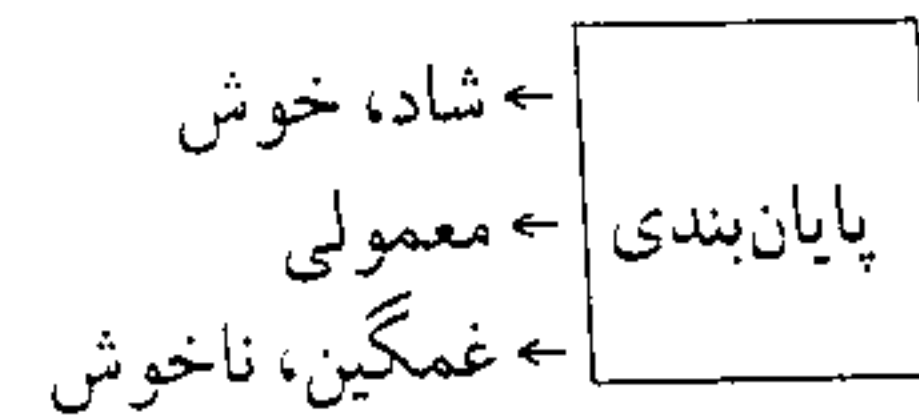 ← شاد، خوش
پایان‌بندی ← معمولی
← غمگین، ناخوش